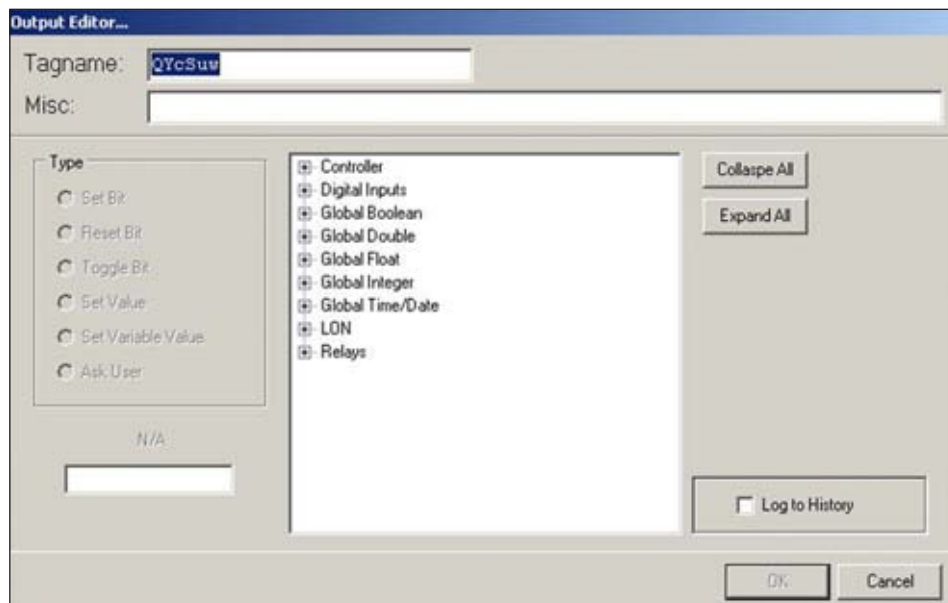 Output Editor...
Tagname: QYcSuw
Misc:
Type
Set Bit
Reset Bit
Toggle Bit
Set Value
Set Variable Value
Ask User
N/A
Controller
Digital Inputs
Global Boolean
Global Double
Global Float
Global Integer
Global Time/Date
LON
Relays
Collaspe All
Expand All
Log to History
OK
Cancel